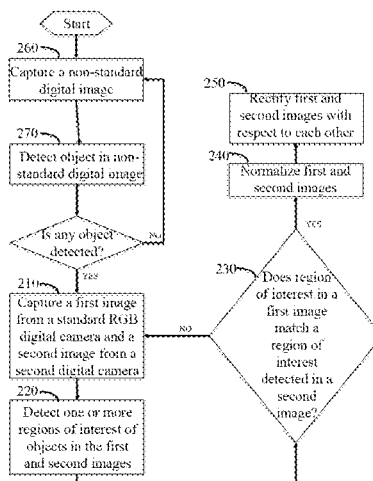 Start
260
Capture a non-standard
digital image
270
Detect object in non-
standard digital image
Is any object
detected?
NO
YES
210
Capture a first image
from a standard RGB
digital camera and a
second image from a
second digital camera
220
Detect one or more
regions of interest of
objects in the first
and second images
250
Rectify first and
second images with
respect to each other
240
Normalize first and
second images
YES
230
Does region
of interest in a
first image
match a
region of
interest
detected in a
second
image?
NO